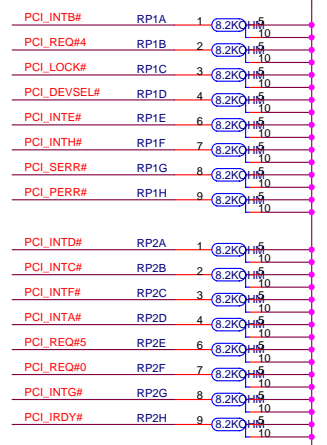 PCI_INTB# RP1A 1 8.2KOHM 5
10
PCI_REQ#4 RP1B 2 8.2KOHM 5
10
PCI_LOCK# RP1C 3 8.2KOHM 5
10
PCI_DEVSEL# RP1D 4 8.2KOHM 5
10
PCI_INTE# RP1E 6 8.2KOHM 5
10
PCI_INTH# RP1F 7 8.2KOHM 5
10
PCI_SERR# RP1G 8 8.2KOHM 5
10
PCI_PERR# RP1H 9 8.2KOHM 5
10
PCI_INTD# RP2A 1 8.2KOHM 5
10
PCI_INTC# RP2B 2 8.2KOHM 5
10
PCI_INTF# RP2C 3 8.2KOHM 5
10
PCI_INTA# RP2D 4 8.2KOHM 5
10
PCI_REQ#5 RP2E 6 8.2KOHM 5
10
PCI_REQ#0 RP2F 7 8.2KOHM 5
10
PCI_INTG# RP2G 8 8.2KOHM 5
10
PCI_IRDY# RP2H 9 8.2KOHM 5
10